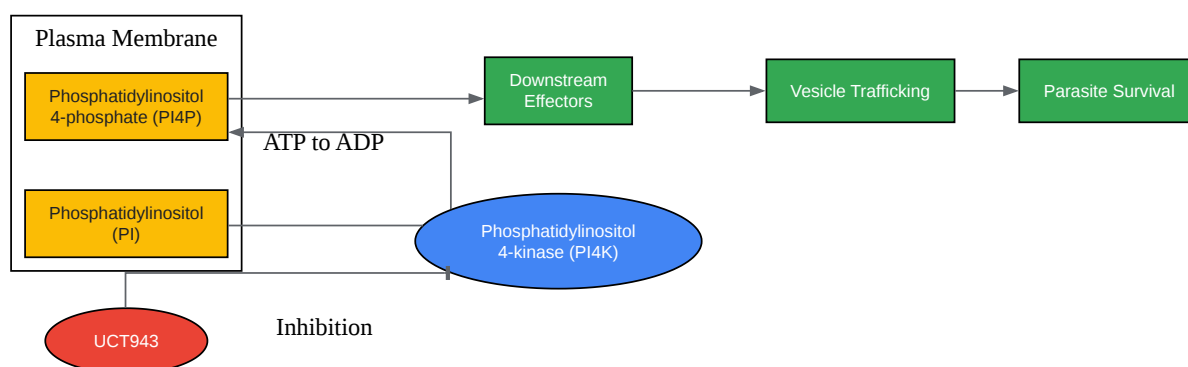 Plasma Membrane
Phosphatidylinositol
4-phosphate (PI4P)
Downstream
Effectors
Vesicle Trafficking
Parasite Survival
ATP to ADP
Phosphatidylinositol
(PI)
Phosphatidylinositol
4-kinase (PI4K)
Inhibition
UCT943